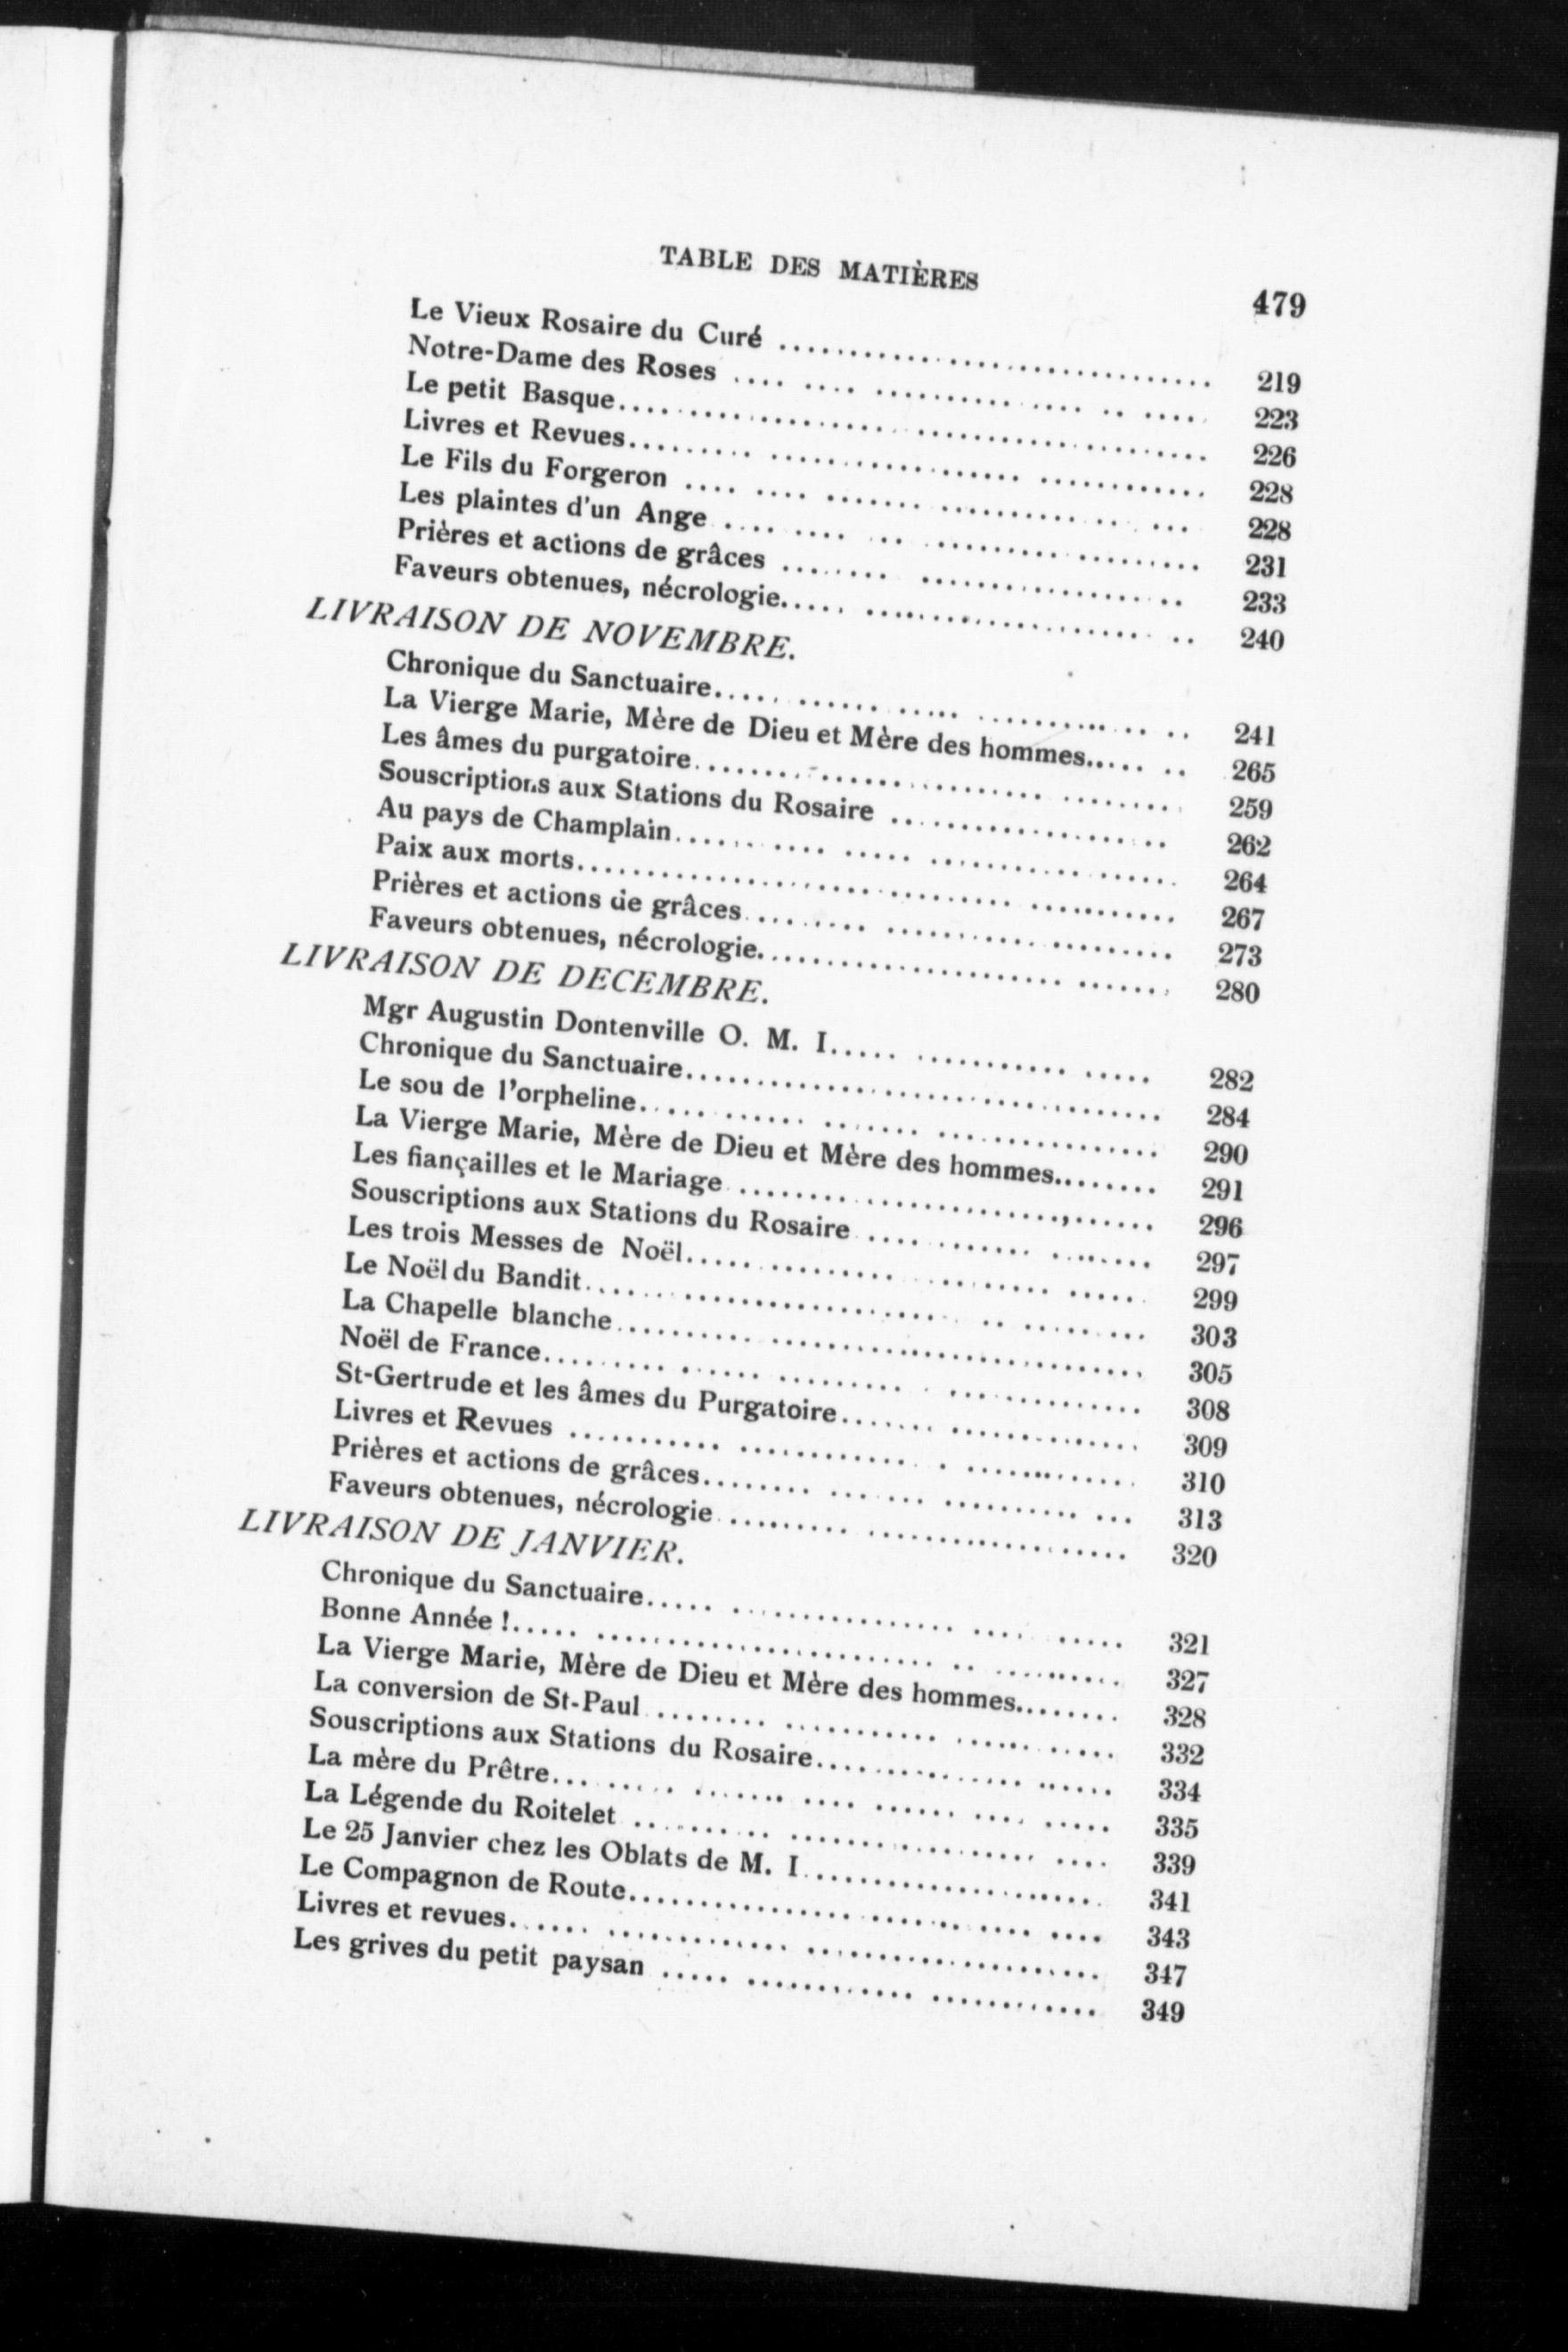 TABLE DES MATIÈRES 479
Le Vieux Rosaire du Curé ........................................ 219
Notre-Dame des Roses ........................................ 223
Le petit Basque........................................ 226
Livres et Revues........................................ 228
Le Fils du Forgeron ........................................ 228
Les plaintes d'un Ange ........................................ 231
Prières et actions de grâces ........................................ 233
Faveurs obtenues, nécrologie........................................ 240
LIVRAISON DE NOVEMBRE.
Chronique du Sanctuaire........................................ 241
La Vierge Marie, Mère de Dieu et Mère des hommes....... 265
Les âmes du purgatoire........................................ 259
Souscriptions aux Stations du Rosaire .................... 262
Au pays de Champlain........................................ 264
Paix aux morts........................................ 267
Prières et actions de grâces........................................ 273
Faveurs obtenues, nécrologie........................................ 280
LIVRAISON DE DECEMBRE.
Mgr Augustin Dontenville O. M. I..................... 282
Chronique du Sanctuaire........................................ 284
Le sou de l'orpheline........................................ 290
La Vierge Marie, Mère de Dieu et Mère des hommes........ 291
Les fiançailles et le Mariage ..............................,...... 296
Souscriptions aux Stations du Rosaire .................... 297
Les trois Messes de Noël........................................ 299
Le Noël du Bandit........................................ 303
La Chapelle blanche........................................ 305
Noël de France........................................ 308
St-Gertrude et les âmes du Purgatoire.................... 309
Livres et Revues ........................................ 310
Prières et actions de grâces........................................ 313
Faveurs obtenues, nécrologie........................................ 320
LIVRAISON DE JANVIER.
Chronique du Sanctuaire........................................ 321
Bonne Année !........................................ 327
La Vierge Marie, Mère de Dieu et Mère des hommes........ 328
La conversion de St-Paul ........................................ 332
Souscriptions aux Stations du Rosaire.................... 334
La mère du Prêtre........................................ 335
La Légende du Roitelet ........................................ 339
Le 25 Janvier chez les Oblats de M. I.................... 341
Le Compagnon de Route........................................ 343
Livres et revues........................................ 347
Les grives du petit paysan ........................................ 349